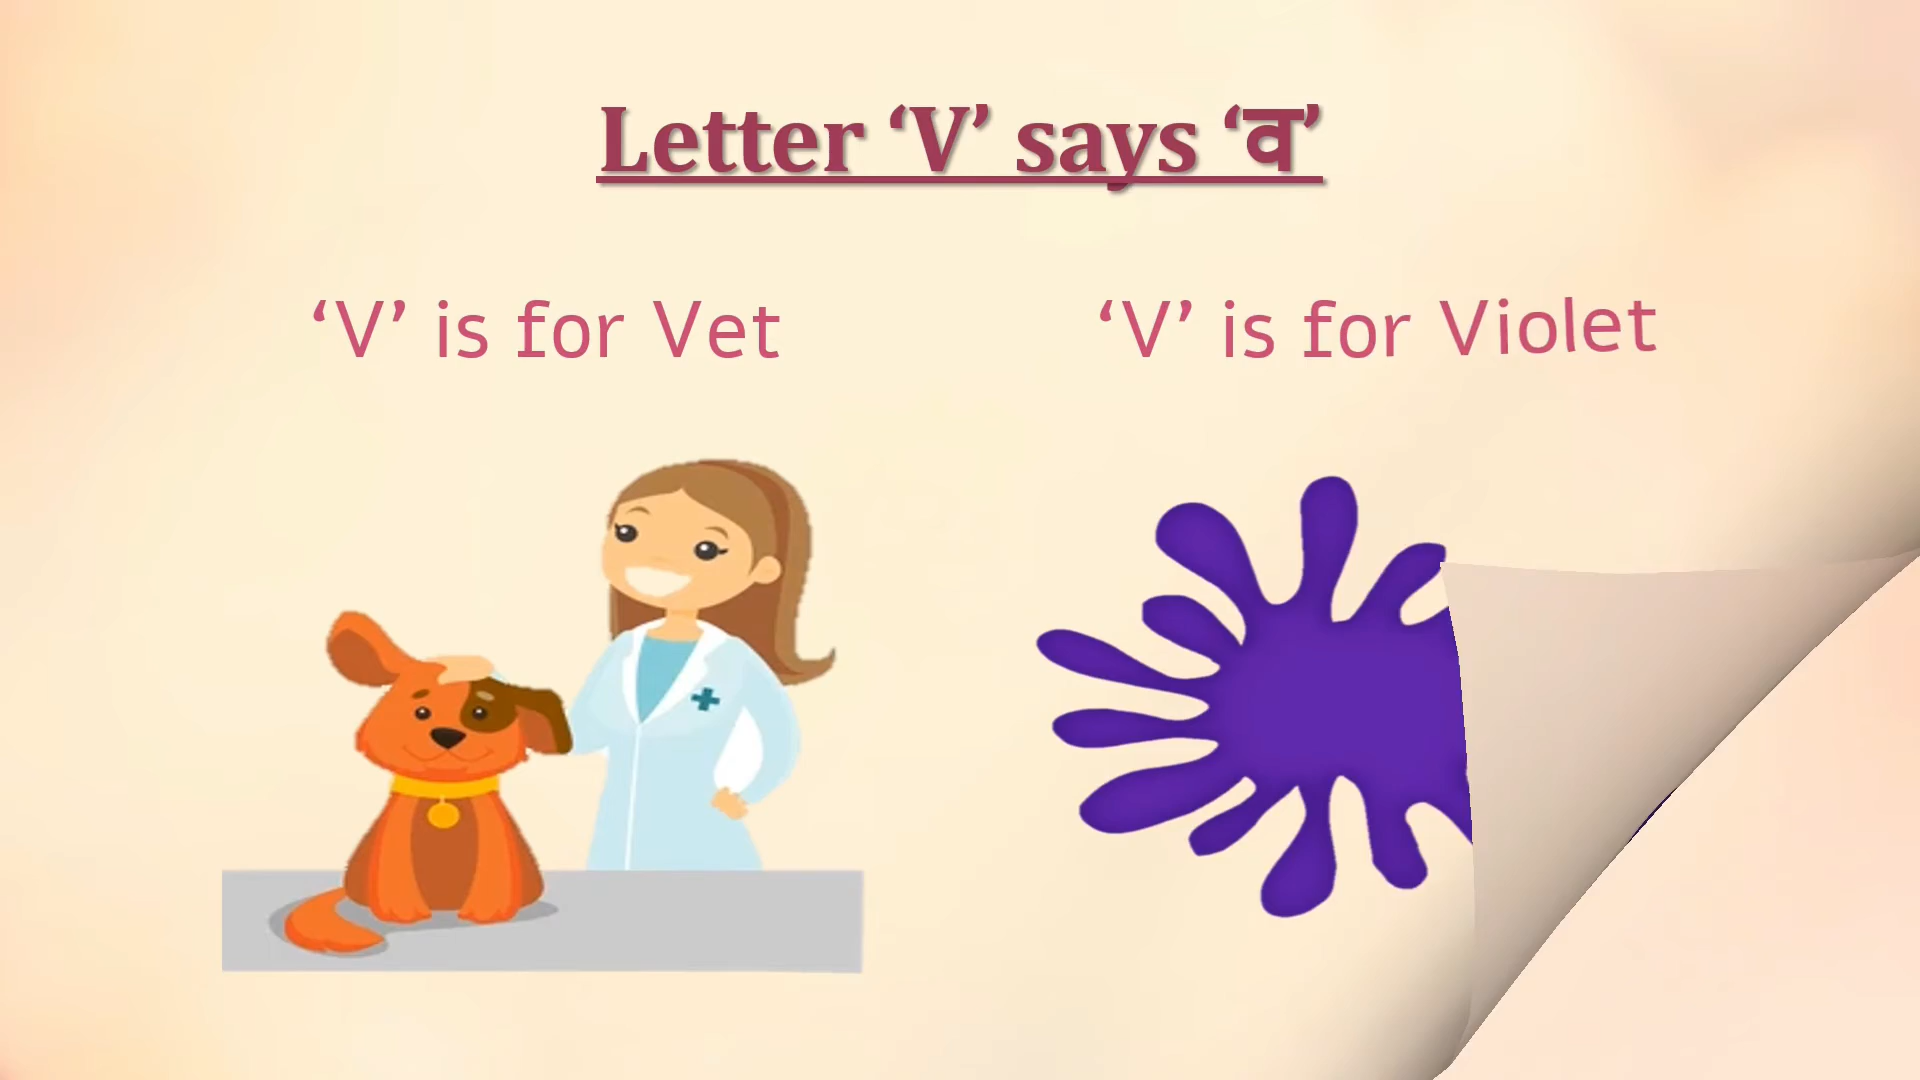 Letter ‘V’ says ‘व’
‘V’ is for Vet
‘V’ is for Violet